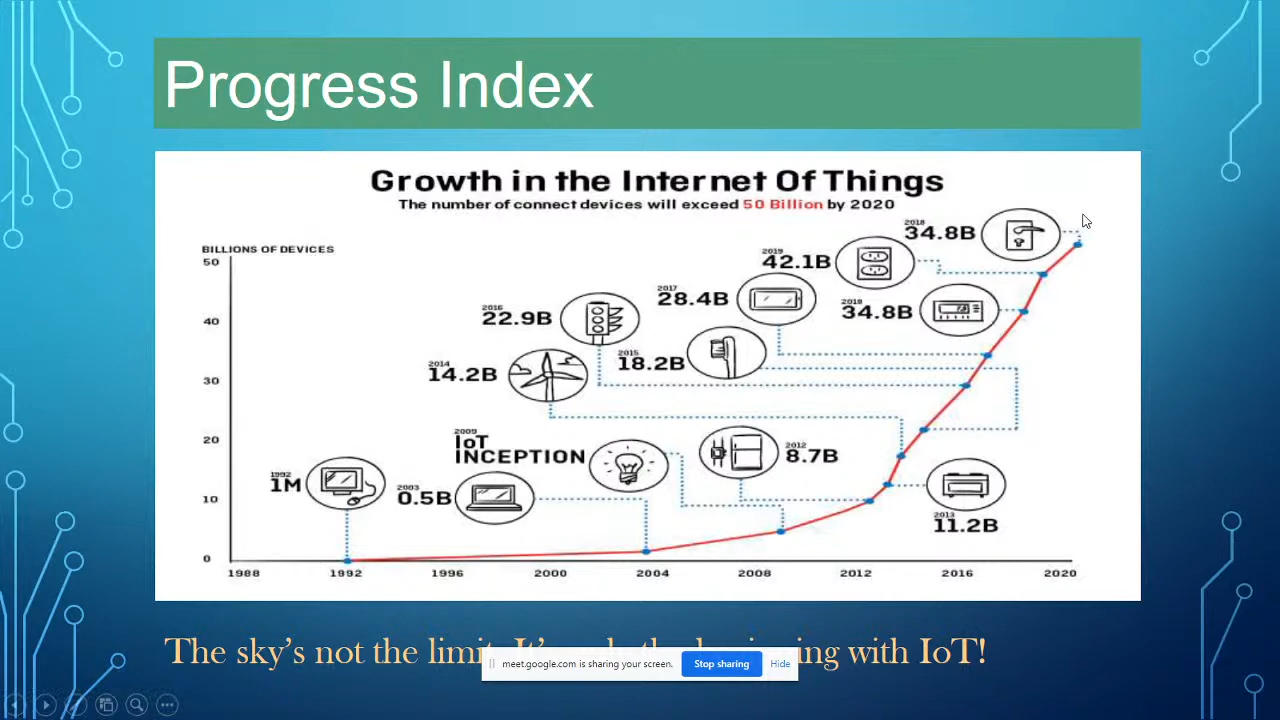 Progress Index
Growth in the Internet Of Things
The number of connect devices will exceed 50 Billion by 2020
BILLIONS OF DEVICES
50
40
30
20
10
0
1988 1992 1996 2000 2004 2008 2012 2016 2020
1992
1M
2003
0.5B
2009
IoT
INCEPTION
2012
8.7B
2013
11.2B
2014
14.2B
2015
18.2B
2016
22.9B
2017
28.4B
2018
34.8B
2019
42.1B
2018
34.8B
The sky's not the limit. It's with IoT!
meet.google.com is sharing your screen.
Stop sharing
Hide